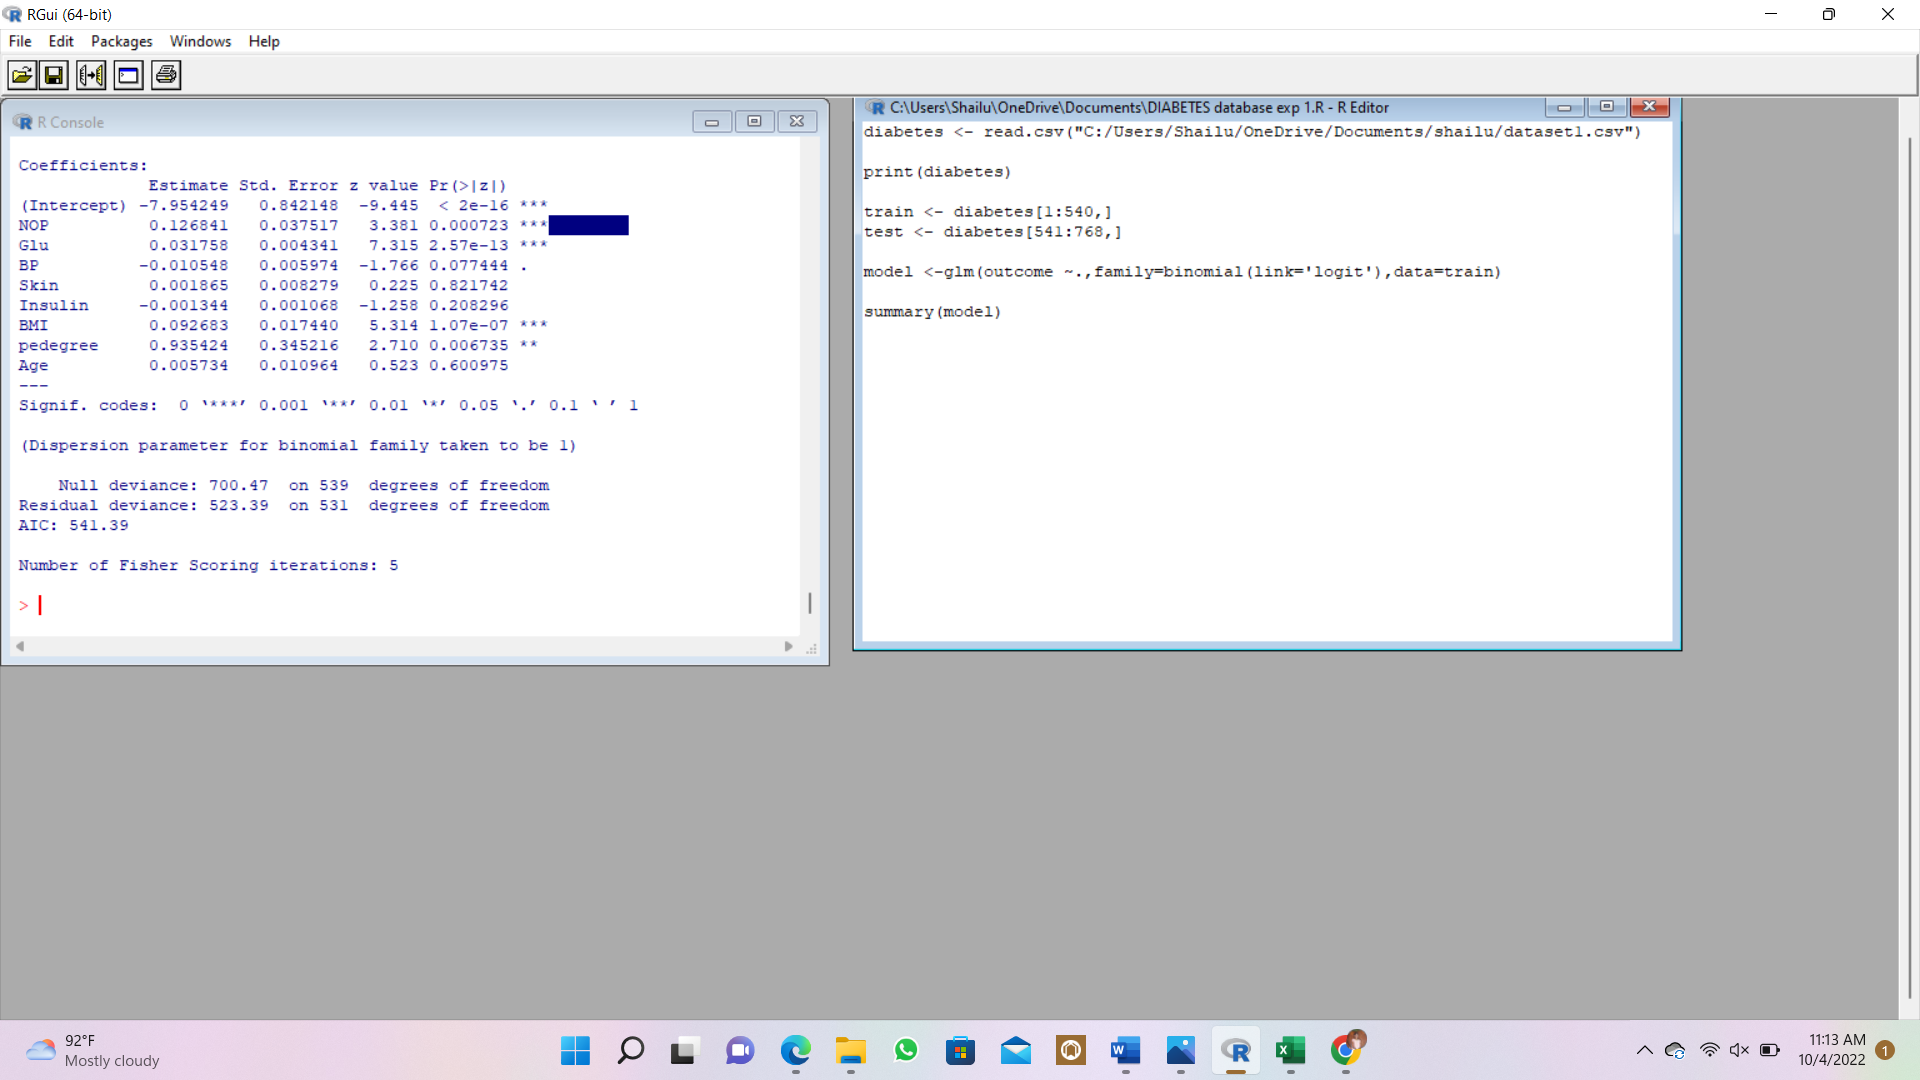 RGui (64-bit)
File Edit Packages Windows Help
R Console
Coefficients:
Estimate Std. Error z value Pr(>|z|)
(Intercept) -7.954249 0.842148 -9.445 < 2e-16 ***
NOP 0.126841 0.037517 3.381 0.000723 ***
Glu 0.031758 0.004341 7.315 2.57e-13 ***
BP -0.010548 0.005974 -1.766 0.077444 .
Skin 0.001865 0.008279 0.225 0.821742
Insulin -0.001344 0.001068 -1.258 0.208296
BMI 0.092683 0.017440 5.314 1.07e-07 ***
pedegree 0.935424 0.345216 2.710 0.006735 **
Age 0.005734 0.010964 0.523 0.600975
---
Signif. codes: 0 ‘***’ 0.001 ‘**’ 0.01 ‘*’ 0.05 ‘.’ 0.1 ‘ ’ 1
(Dispersion parameter for binomial family taken to be 1)
Null deviance: 700.47 on 539 degrees of freedom
Residual deviance: 523.39 on 531 degrees of freedom
AIC: 541.39
Number of Fisher Scoring iterations: 5
>
C:\Users\Shailu\OneDrive\Documents\DIABETES database exp 1.R - R Editor
diabetes <- read.csv("C:/Users/Shailu/OneDrive/Documents/shailu/dataset1.csv")
print(diabetes)
train <- diabetes[1:540,]
test <- diabetes[541:768,]
model <-glm(outcome ~.,family=binomial(link='logit'),data=train)
summary(model)
92°F
Mostly cloudy
11:13 AM
10/4/2022
1